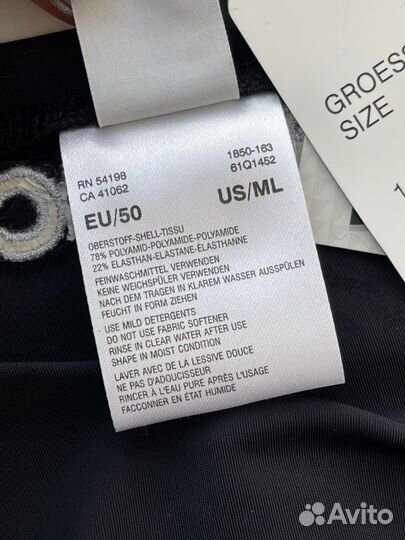 GROESS
SIZE
1
RN 54198
CA 41062
1850-163
61Q1452
EU/50
US/ML
OBERSTOFF-SHELL-TISSU
78% POLYAMID-POLYAMIDE-POLYAMIDE
22% ELASTHAN-ELASTANE-ÉLASTHANNE
FEINWASCHMITTEL VERWENDEN
KEINE WEICHSPÜLER VERWENDEN
NACH DEM TRAGEN IN KLAREM WASSER AUSSPÜLEN
FEUCHT IN FORM ZIEHEN
USE MILD DETERGENTS
DO NOT USE FABRIC SOFTENER
RINSE IN CLEAR WATER AFTER USE
SHAPE IN MOIST CONDITION
LAVER AVEC DE LA LESSIVE DOUCE
NE PAS D'ADOUCISSEUR
RINCER À L'EAU PURE APRÈS L'USAGE
FAÇONNER EN ÉTAT HUMIDE
Avito